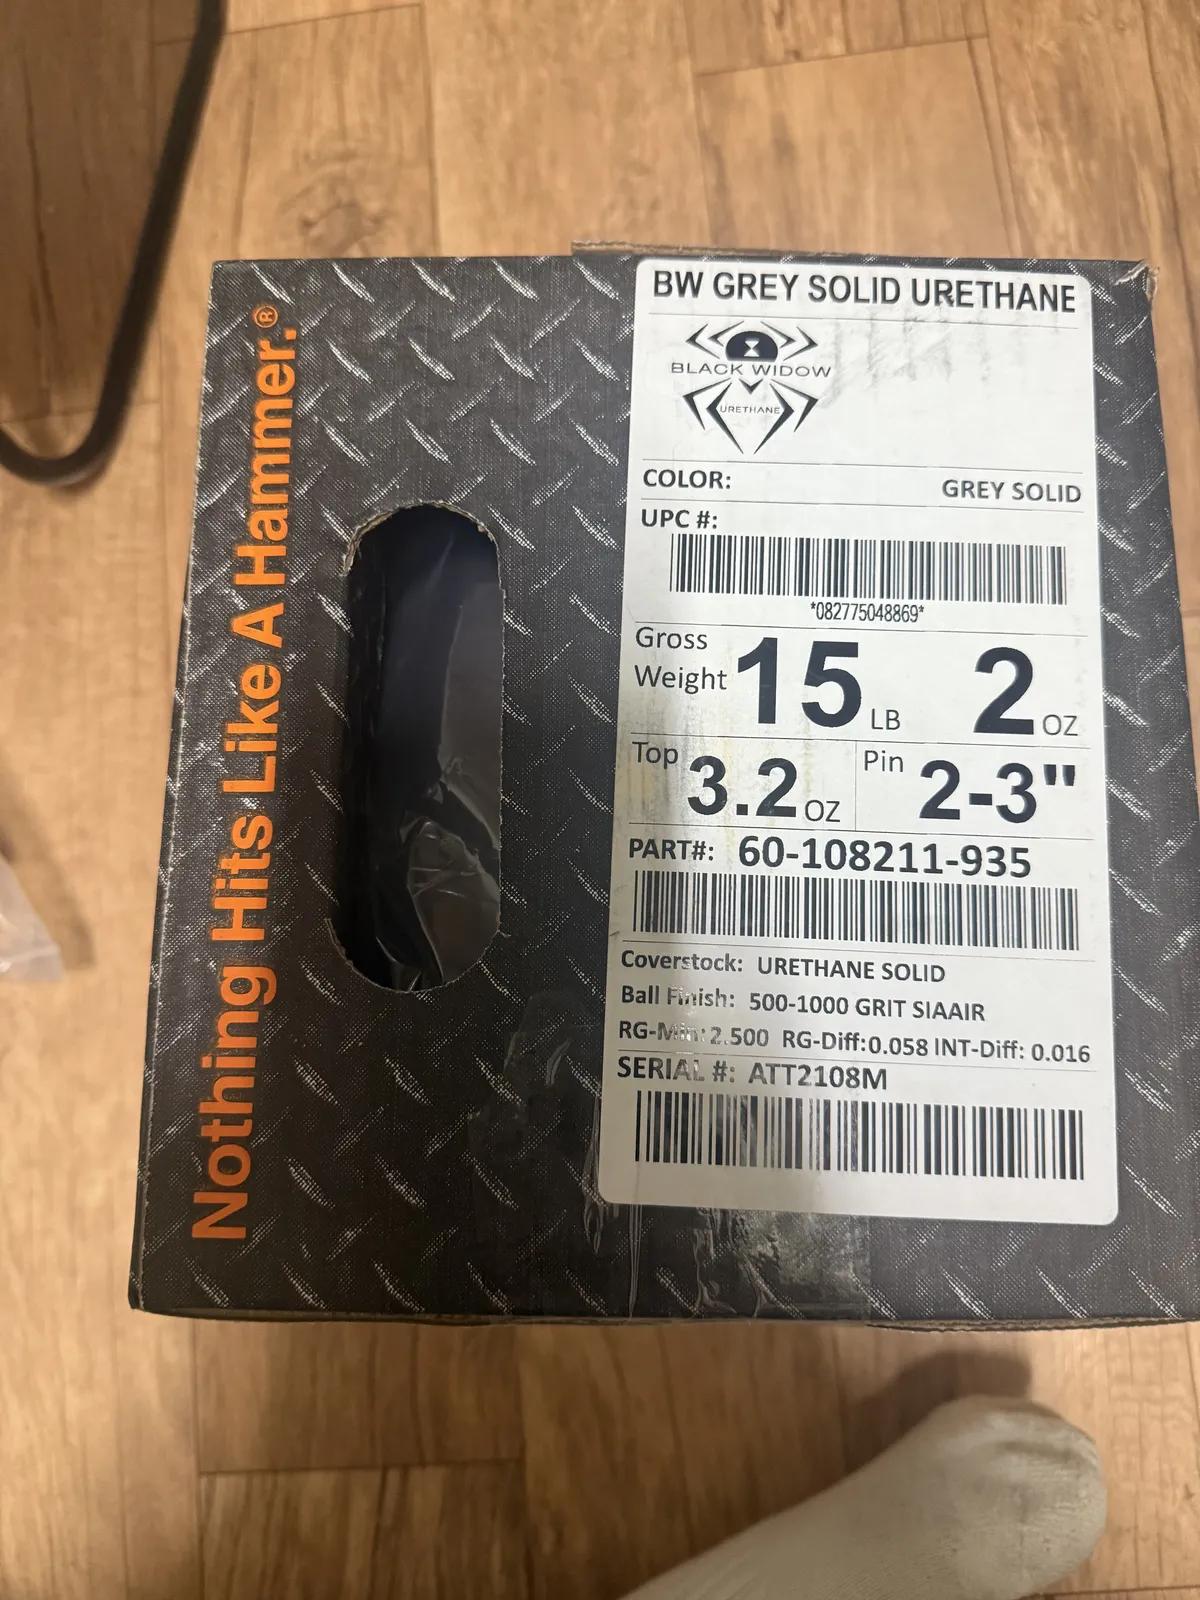 Nothing Hits Like A Hammer.®
BW GREY SOLID URETHANE
BLACK WIDOW
URETHANE
COLOR: GREY SOLID
UPC #:
*082775048869*
Gross Weight 15 LB 2 OZ
Top 3.2 OZ Pin 2-3"
PART#: 60-108211-935
Coverstock: URETHANE SOLID
Ball Finish: 500-1000 GRIT SIAAIR
RG-Min: 2.500 RG-Diff: 0.058 INT-Diff: 0.016
SERIAL #: ATT2108M